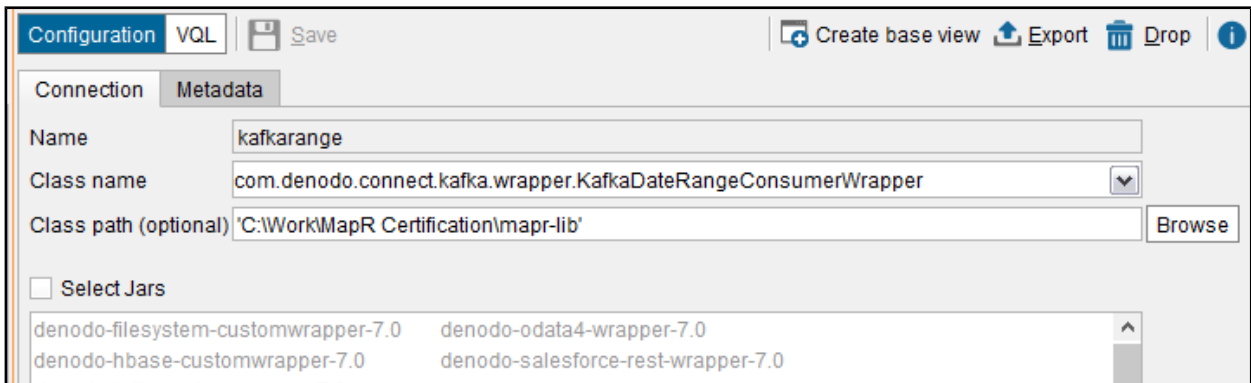 Configuration VQL Save Create base view Export Drop
Connection Metadata
Name kafkarange
Class name com.denodo.connect.kafka.wrapper.KafkaDateRangeConsumerWrapper
Class path (optional) 'C:\Work\MapR Certification\mapr-lib' Browse
Select Jars
denodo-filesystem-customwrapper-7.0 denodo-odata4-wrapper-7.0
denodo-hbase-customwrapper-7.0 denodo-salesforce-rest-wrapper-7.0